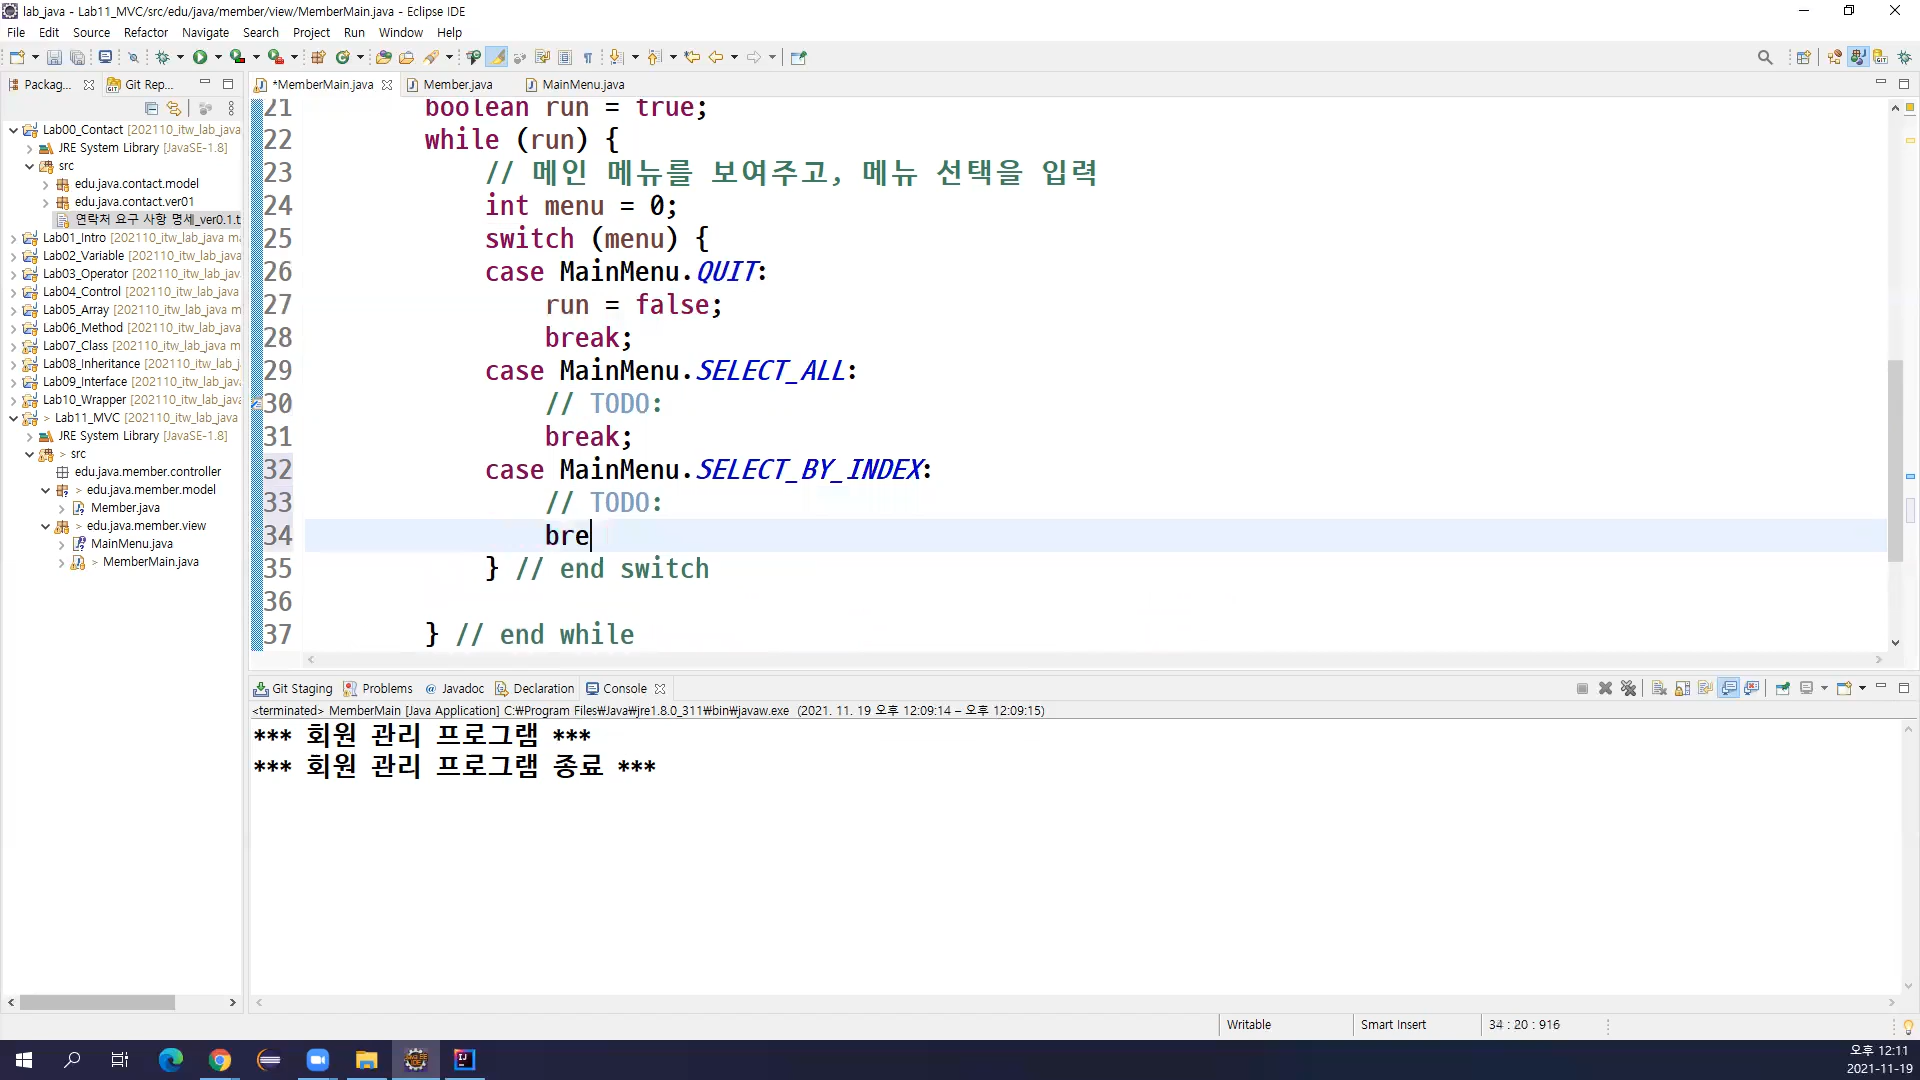 lab_java - Lab11_MVC/src/edu/java/member/view/MemberMain.java - Eclipse IDE
File Edit Source Refactor Navigate Search Project Run Window Help
Packag... Git Rep...
*MemberMain.java Member.java MainMenu.java
Lab00_Contact [202110_itw_lab_java
JRE System Library [JavaSE-1.8]
src
edu.java.contact.model
edu.java.contact.ver01
연락처 요구 사항 명세_ver0.1.t
Lab01_Intro [202110_itw_lab_java ma
Lab02_Variable [202110_itw_lab_java
Lab03_Operator [202110_itw_lab_jav
Lab04_Control [202110_itw_lab_java
Lab05_Array [202110_itw_lab_java m
Lab06_Method [202110_itw_lab_java
Lab07_Class [202110_itw_lab_java m
Lab08_Inheritance [202110_itw_lab_j
Lab09_Interface [202110_itw_lab_jav
Lab10_Wrapper [202110_itw_lab_java
> Lab11_MVC [202110_itw_lab_java
JRE System Library [JavaSE-1.8]
> src
edu.java.member.controller
> edu.java.member.model
Member.java
> edu.java.member.view
MainMenu.java
> MemberMain.java
21 boolean run = true;
22 while (run) {
23 // 메인 메뉴를 보여주고, 메뉴 선택을 입력
24 int menu = 0;
25 switch (menu) {
26 case MainMenu.QUIT:
27 run = false;
28 break;
29 case MainMenu.SELECT_ALL:
30 // TODO:
31 break;
32 case MainMenu.SELECT_BY_INDEX:
33 // TODO:
34 bre
35 } // end switch
36
37 } // end while
Git Staging Problems @ Javadoc Declaration Console
<terminated> MemberMain [Java Application] C:₩Program Files₩Java₩jre1.8.0_311₩bin₩javaw.exe (2021. 11. 19 오후 12:09:14 – 오후 12:09:15)
*** 회원 관리 프로그램 ***
*** 회원 관리 프로그램 종료 ***
Writable Smart Insert 34 : 20 : 916
오후 12:11
2021-11-19